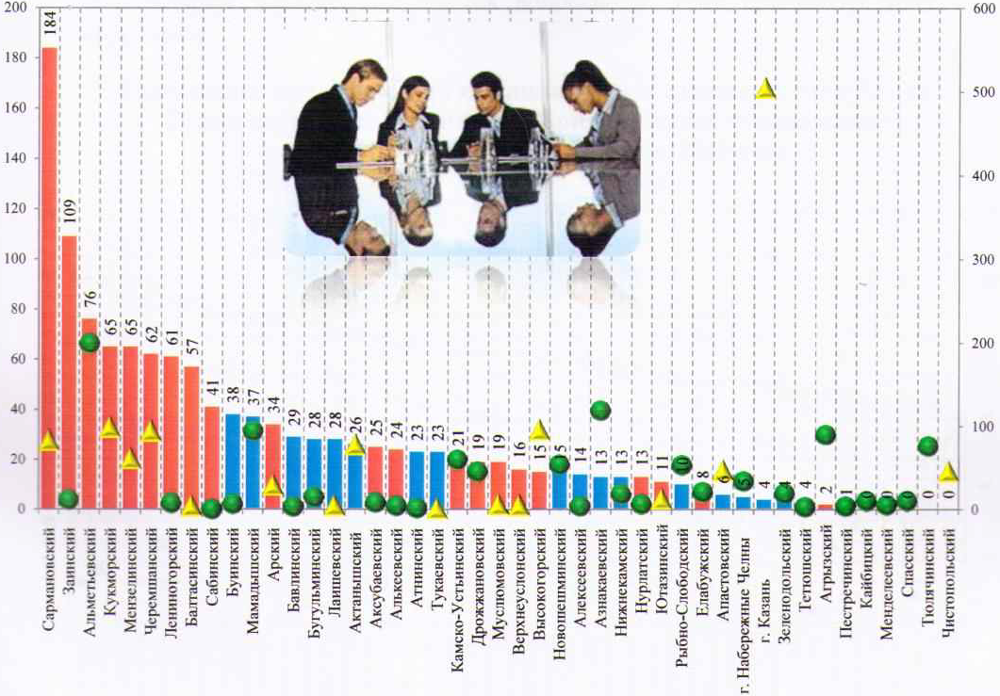 200
180
160
140
120
100
80
60
40
20
0
600
500
400
300
200
100
0
184
109
76
65
65
62
61
57
41
38
37
34
29
28
28
26
25
24
23
23
21
19
19
16
15
15
14
13
13
13
11
10
8
6
5
4
4
4
2
1
0
0
0
0
0
Сармановский
Заинский
Альметьевский
Кукморский
Мензелинский
Черемшанский
Лениногорский
Балтасинский
Сабинский
Буинский
Мамадышский
Арский
Бавлинский
Бугульминский
Лаишевский
Актанышский
Аксубаевский
Алькеевский
Атнинский
Тукаевский
Камско-Устьинский
Дрожжановский
Муслюмовский
Верхнеуслонский
Высокогорский
Новошешминский
Алексеевский
Азнакаевский
Нижнекамский
Нурлатский
Ютазинский
Рыбно-Слободский
Елабужский
Апастовский
г. Набережные Челны
г. Казань
Зеленодольский
Тетюшский
Агрызский
Пестречинский
Кайбицкий
Менделеевский
Спасский
Тюлячинский
Чистопольский